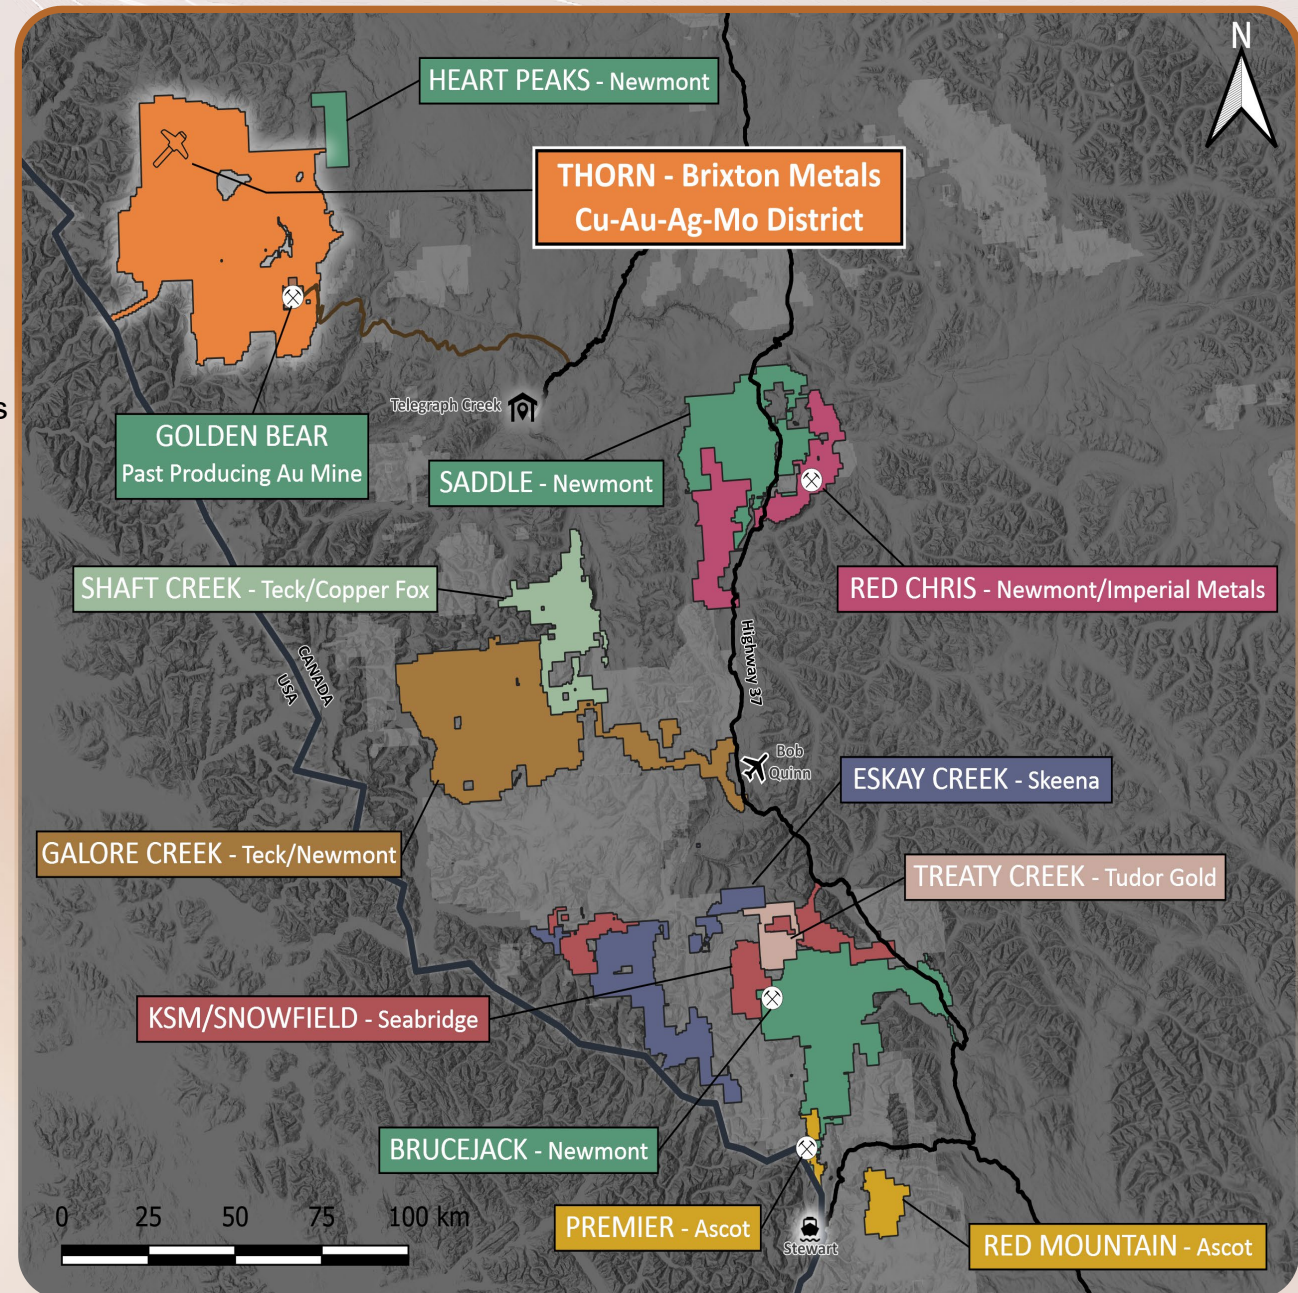 N
HEART PEAKS - Newmont
THORN - Brixton Metals
Cu-Au-Ag-Mo District
s
Telegraph Creek
GOLDEN BEAR
Past Producing Au Mine
SADDLE - Newmont
SHAFT CREEK - Teck/Copper Fox
RED CHRIS - Newmont/Imperial Metals
CANADA
USA
Highway 37
Bob
Quinn
ESKAY CREEK - Skeena
GALORE CREEK - Teck/Newmont
TREATY CREEK - Tudor Gold
KSM/SNOWFIELD - Seabridge
BRUCEJACK - Newmont
0 25 50 75 100 km
PREMIER - Ascot
Stewart
RED MOUNTAIN - Ascot